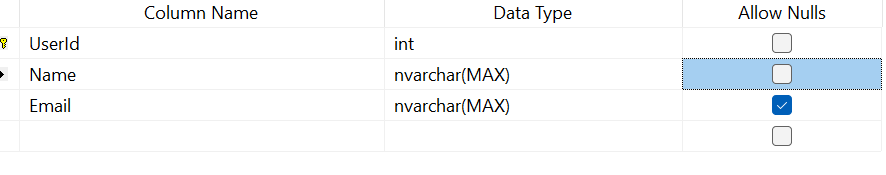 Column Name Data Type Allow Nulls
UserId int
Name nvarchar(MAX)
Email nvarchar(MAX)